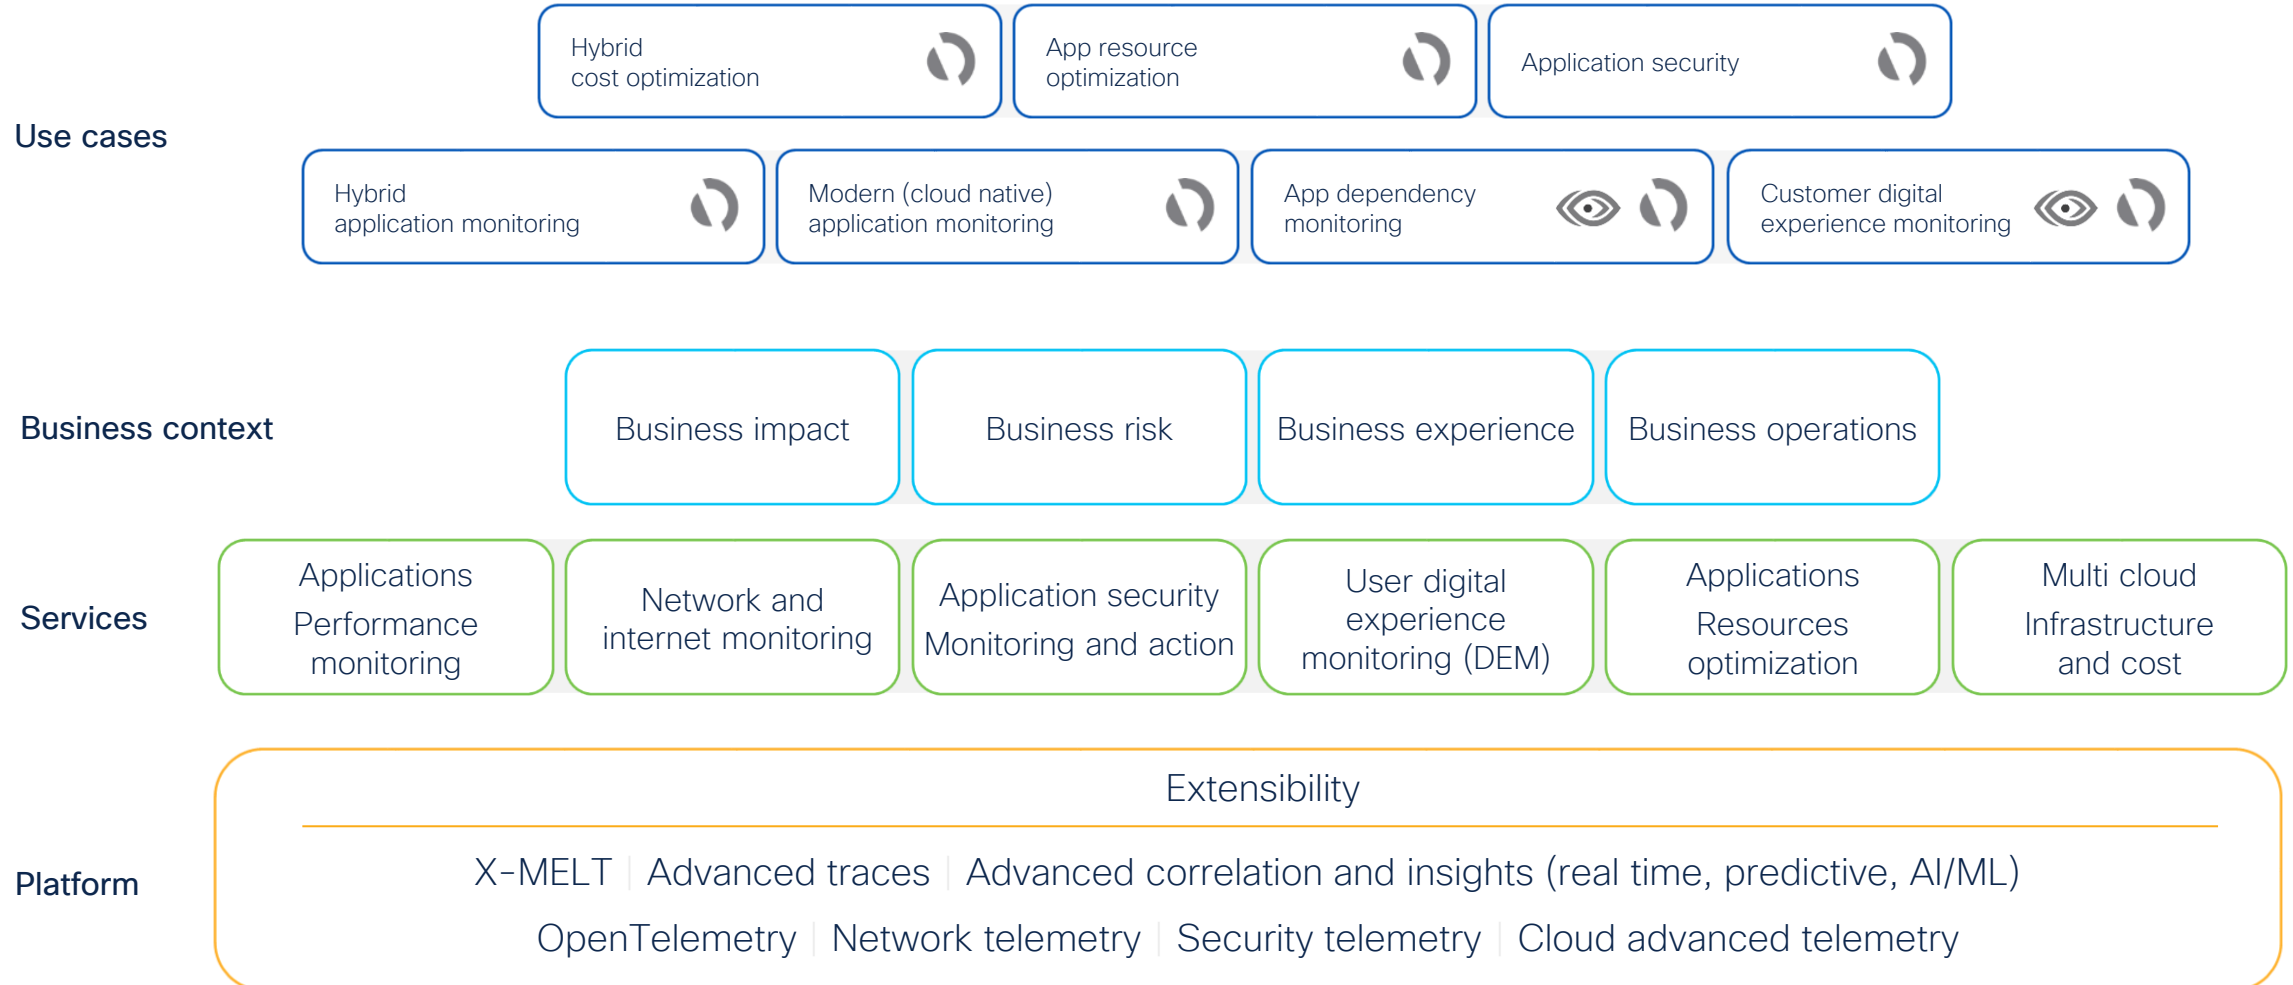 Use cases
Hybrid
cost optimization
App resource
optimization
Application security
Hybrid
application monitoring
Modern (cloud native)
application monitoring
App dependency
monitoring
Customer digital
experience monitoring
Business context
Business impact
Business risk
Business experience
Business operations
Services
Applications
Performance
monitoring
Network and
internet monitoring
Application security
Monitoring and action
User digital
experience
monitoring (DEM)
Applications
Resources
optimization
Multi cloud
Infrastructure
and cost
Platform
Extensibility
X-MELT | Advanced traces | Advanced correlation and insights (real time, predictive, AI/ML)
OpenTelemetry | Network telemetry | Security telemetry | Cloud advanced telemetry